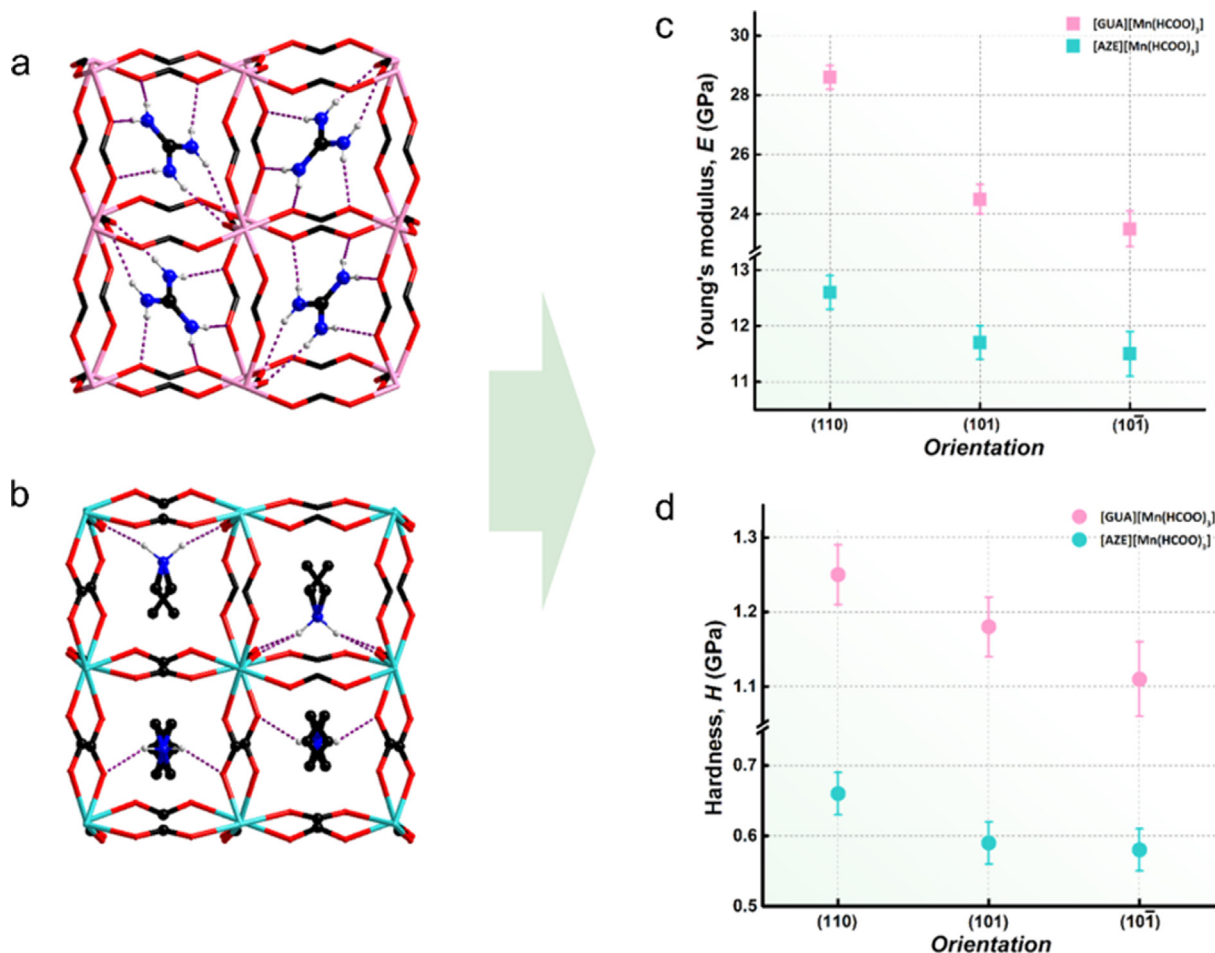 a
b
c
[GUA][Mn(HCOO)₃]
[AZE][Mn(HCOO)₃]
Young's modulus, E (GPa)
30
28
26
24
13
12
11
(110)
(101)
(101̄)
Orientation
d
[GUA][Mn(HCOO)₃]
[AZE][Mn(HCOO)₃]
Hardness, H (GPa)
1.3
1.2
1.1
0.7
0.6
0.5
(110)
(101)
(101̄)
Orientation